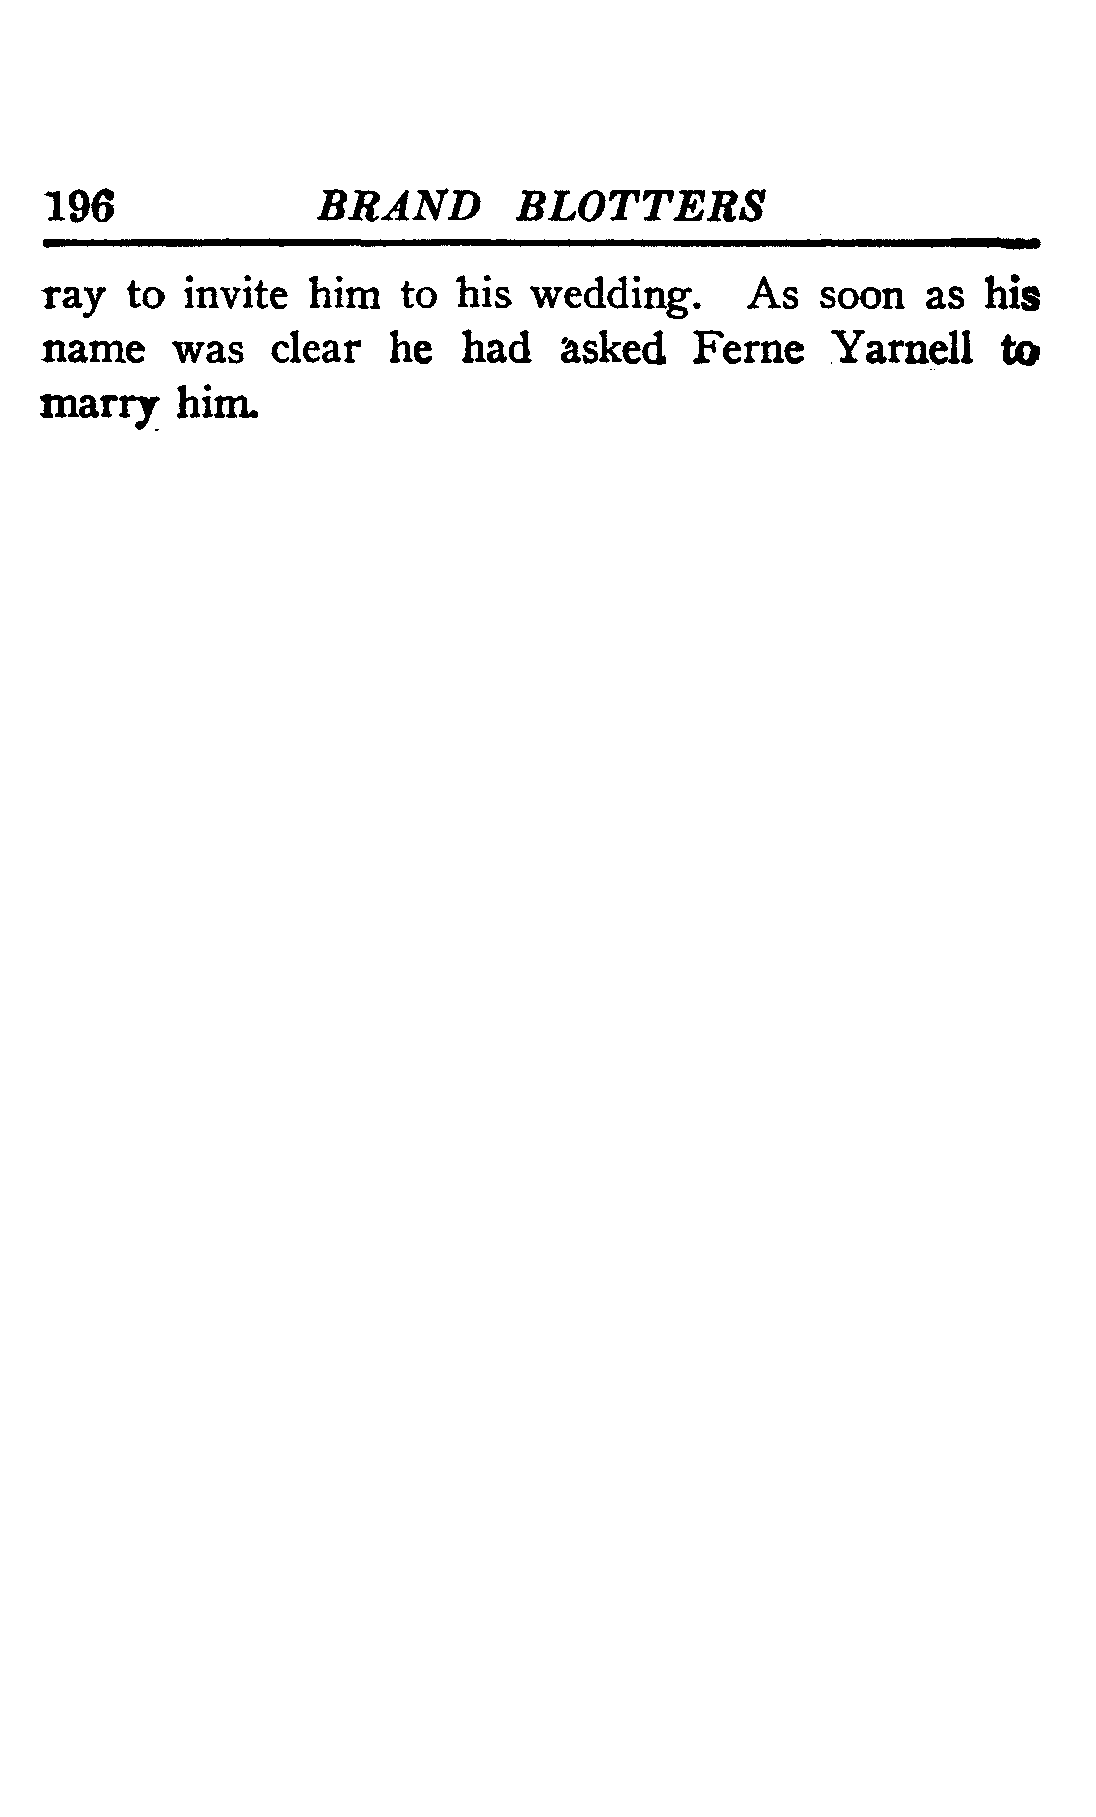 196 BRAND BLOTTERS
ray to invite him to his wedding. As soon as his
name was clear he had asked Ferne Yarnell to
marry him.